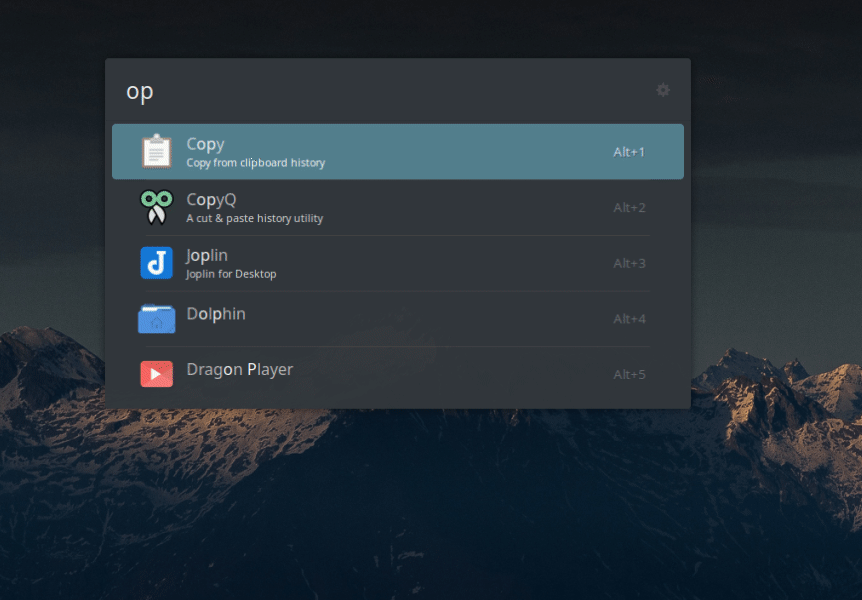 op
Copy
Copy from clipboard history
Alt+1
CopyQ
A cut & paste history utility
Alt+2
Joplin
Joplin for Desktop
Alt+3
Dolphin
Alt+4
Dragon Player
Alt+5